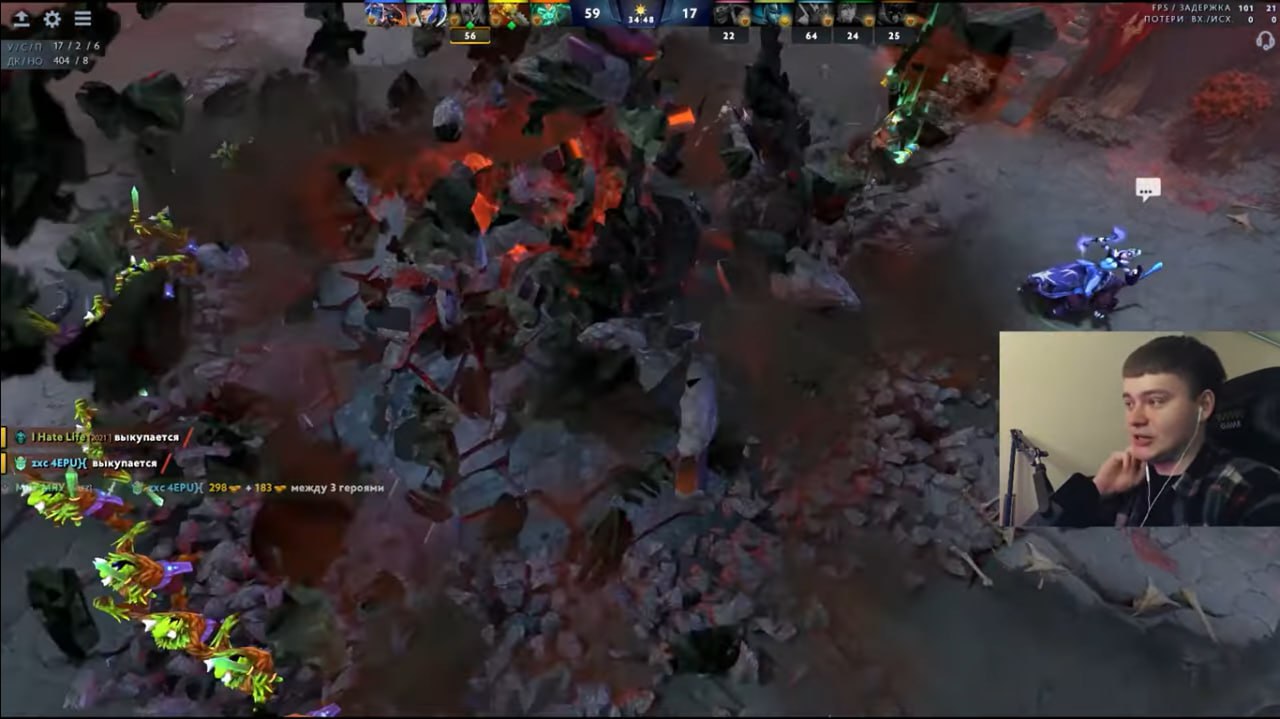 59 34:48 17
FPS / ЗАДЕРЖКА 101 21
ПОТЕРИ ВХ./ИСХ. 0 0
56 22 64 24 25
У/С/П 17 / 2 / 6
ДК/НО 404 / 8
I Hate Life 2021 выкупается
zxc 4EPU}{ выкупается
zxc 4EPU}{ 298 + 183 между 3 героями